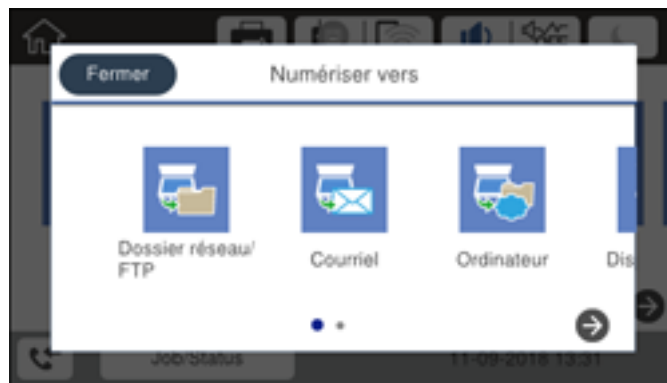 Fermer
Numériser vers
Dossier réseau/
FTP
Courriel
Ordinateur
Dis
Job/Status
11-09-2018 13:31